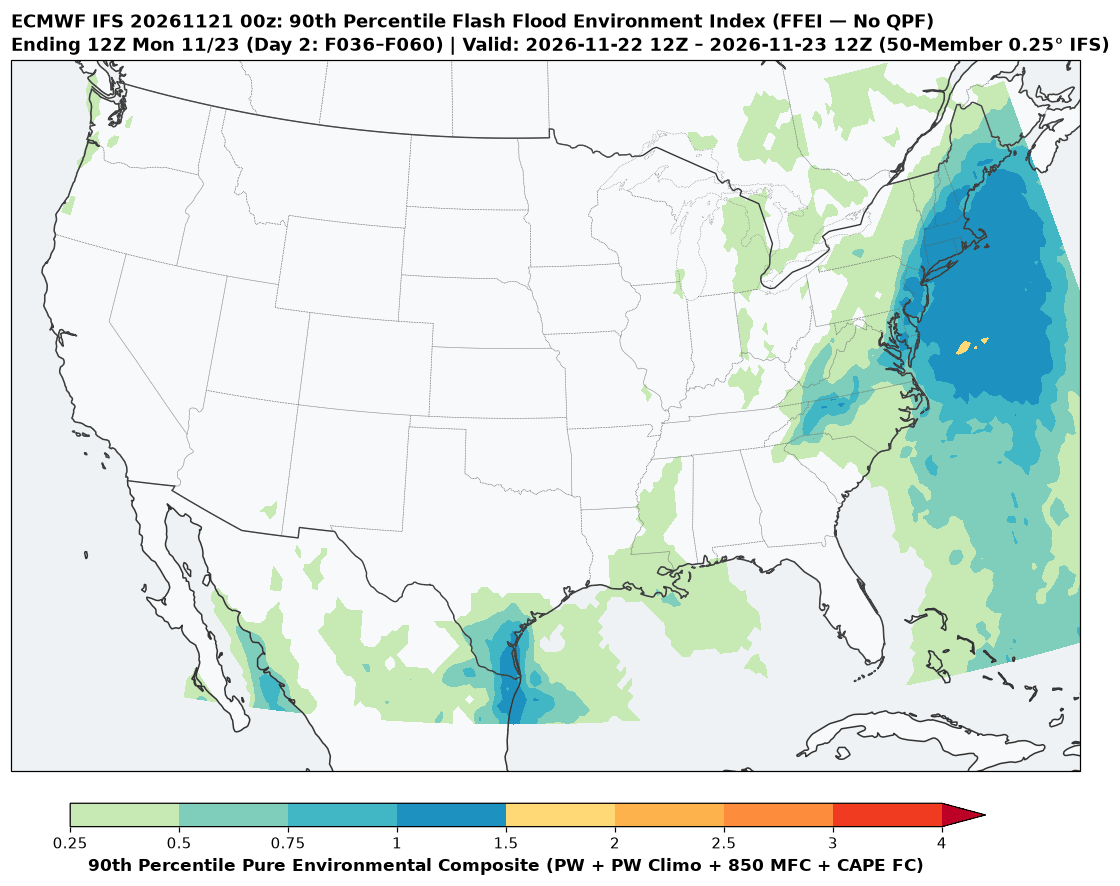 ECMWF IFS 20261121 00z: 90th Percentile Flash Flood Environment Index (FFEI — No QPF)
Ending 12Z Mon 11/23 (Day 2: F036–F060) | Valid: 2026-11-22 12Z – 2026-11-23 12Z (50-Member 0.25° IFS)
0.25 0.5 0.75 1 1.5 2 2.5 3 4
90th Percentile Pure Environmental Composite (PW + PW Climo + 850 MFC + CAPE FC)